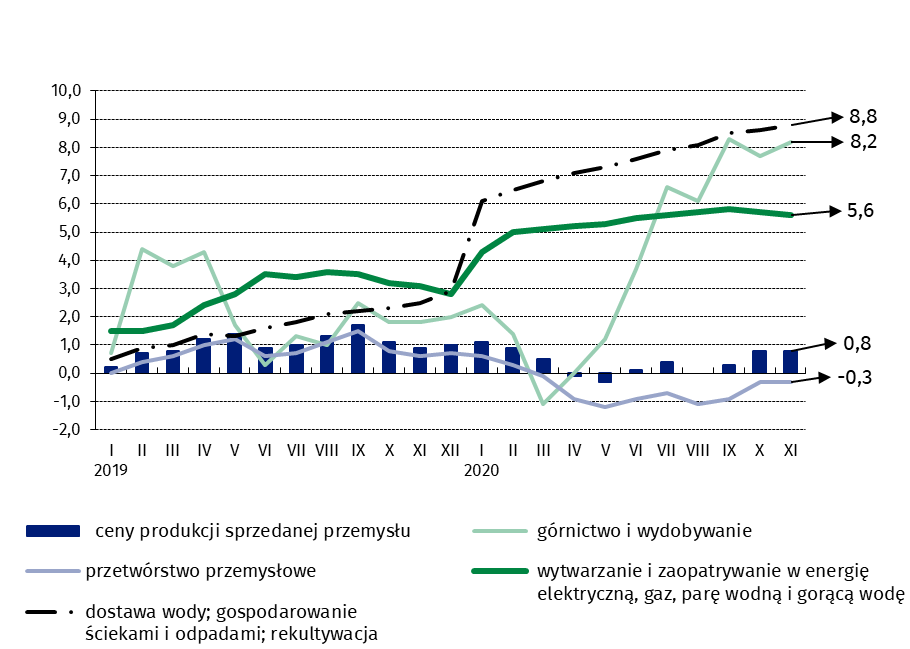 10,0
9,0
8,0
7,0
6,0
5,0
4,0
3,0
2,0
1,0
0,0
-1,0
-2,0
8,8
8,2
5,6
0,8
-0,3
I II III IV V VI VII VIII IX X XI XII I II III IV V VI VII VIII IX X XI
2019 2020
ceny produkcji sprzedanej przemysłu
górnictwo i wydobywanie
przetwórstwo przemysłowe
wytwarzanie i zaopatrywanie w energię
elektryczną, gaz, parę wodną i gorącą wodę
dostawa wody; gospodarowanie
ściekami i odpadami; rekultywacja